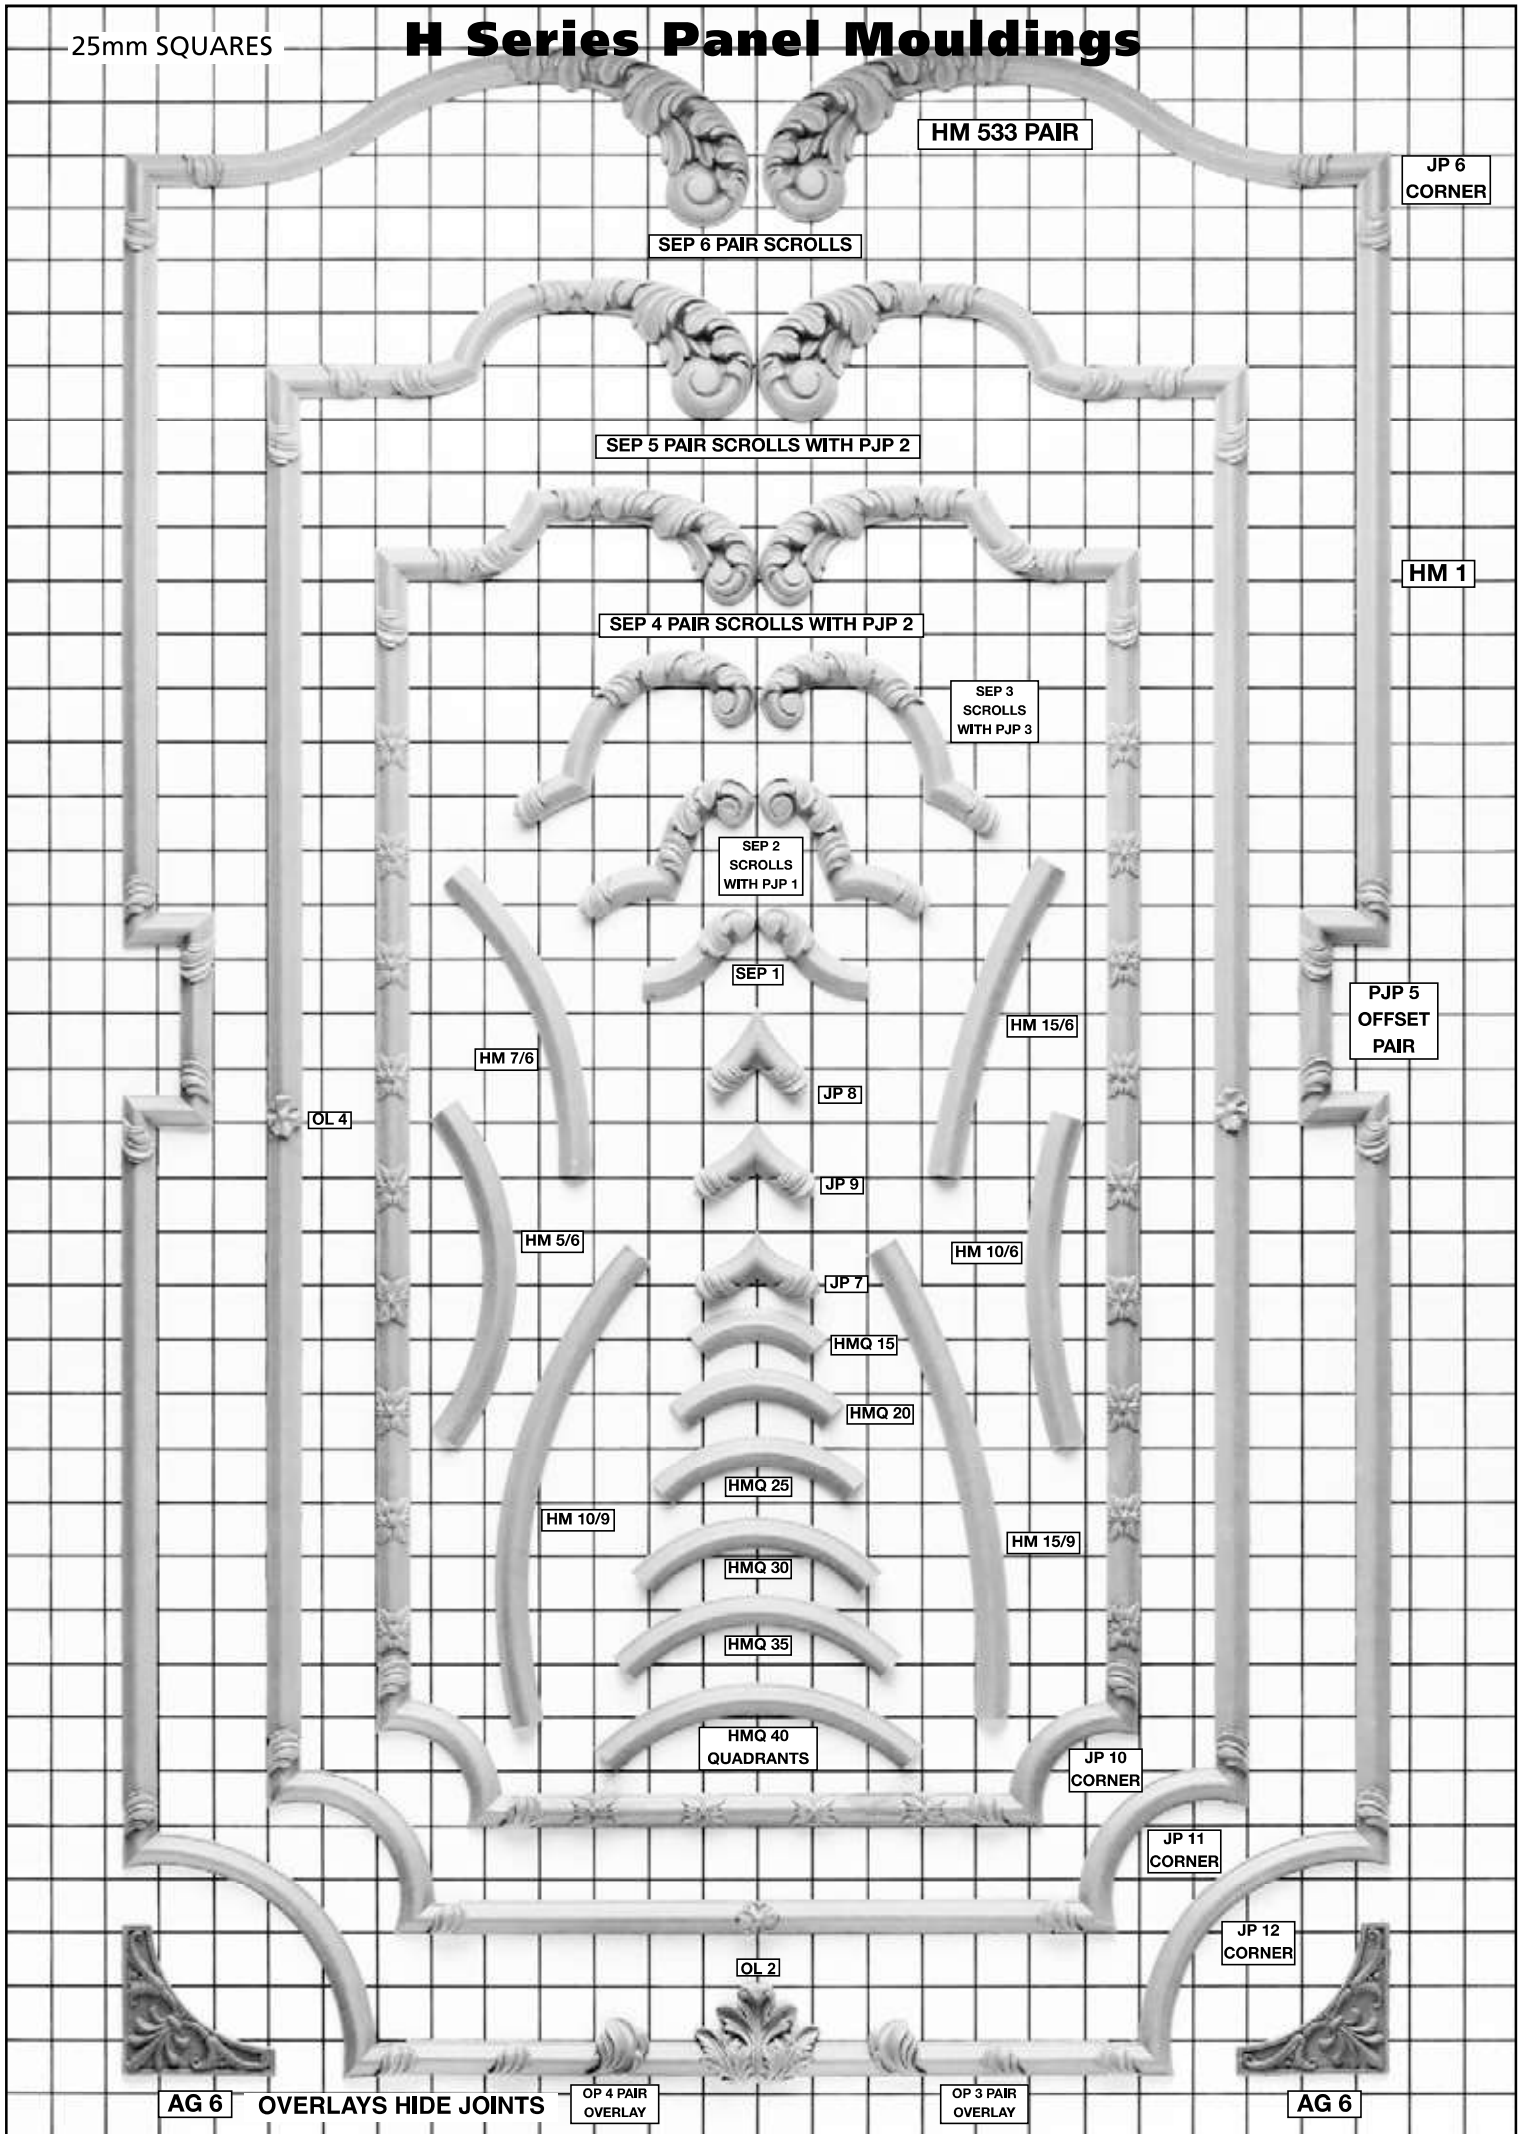 25mm SQUARES
H Series Panel Mouldings
HM 533 PAIR
JP 6
CORNER
SEP 6 PAIR SCROLLS
SEP 5 PAIR SCROLLS WITH PJP 2
HM 1
SEP 4 PAIR SCROLLS WITH PJP 2
SEP 3
SCROLLS
WITH PJP 3
SEP 2
SCROLLS
WITH PJP 1
SEP 1
PJP 5
OFFSET
PAIR
HM 15/6
HM 7/6
JP 8
OL 4
JP 9
HM 5/6
HM 10/6
JP 7
HMQ 15
HMQ 20
HMQ 25
HM 10/9
HM 15/9
HMQ 30
HMQ 35
HMQ 40
QUADRANTS
JP 10
CORNER
JP 11
CORNER
JP 12
CORNER
OL 2
AG 6
OVERLAYS HIDE JOINTS
OP 4 PAIR
OVERLAY
OP 3 PAIR
OVERLAY
AG 6